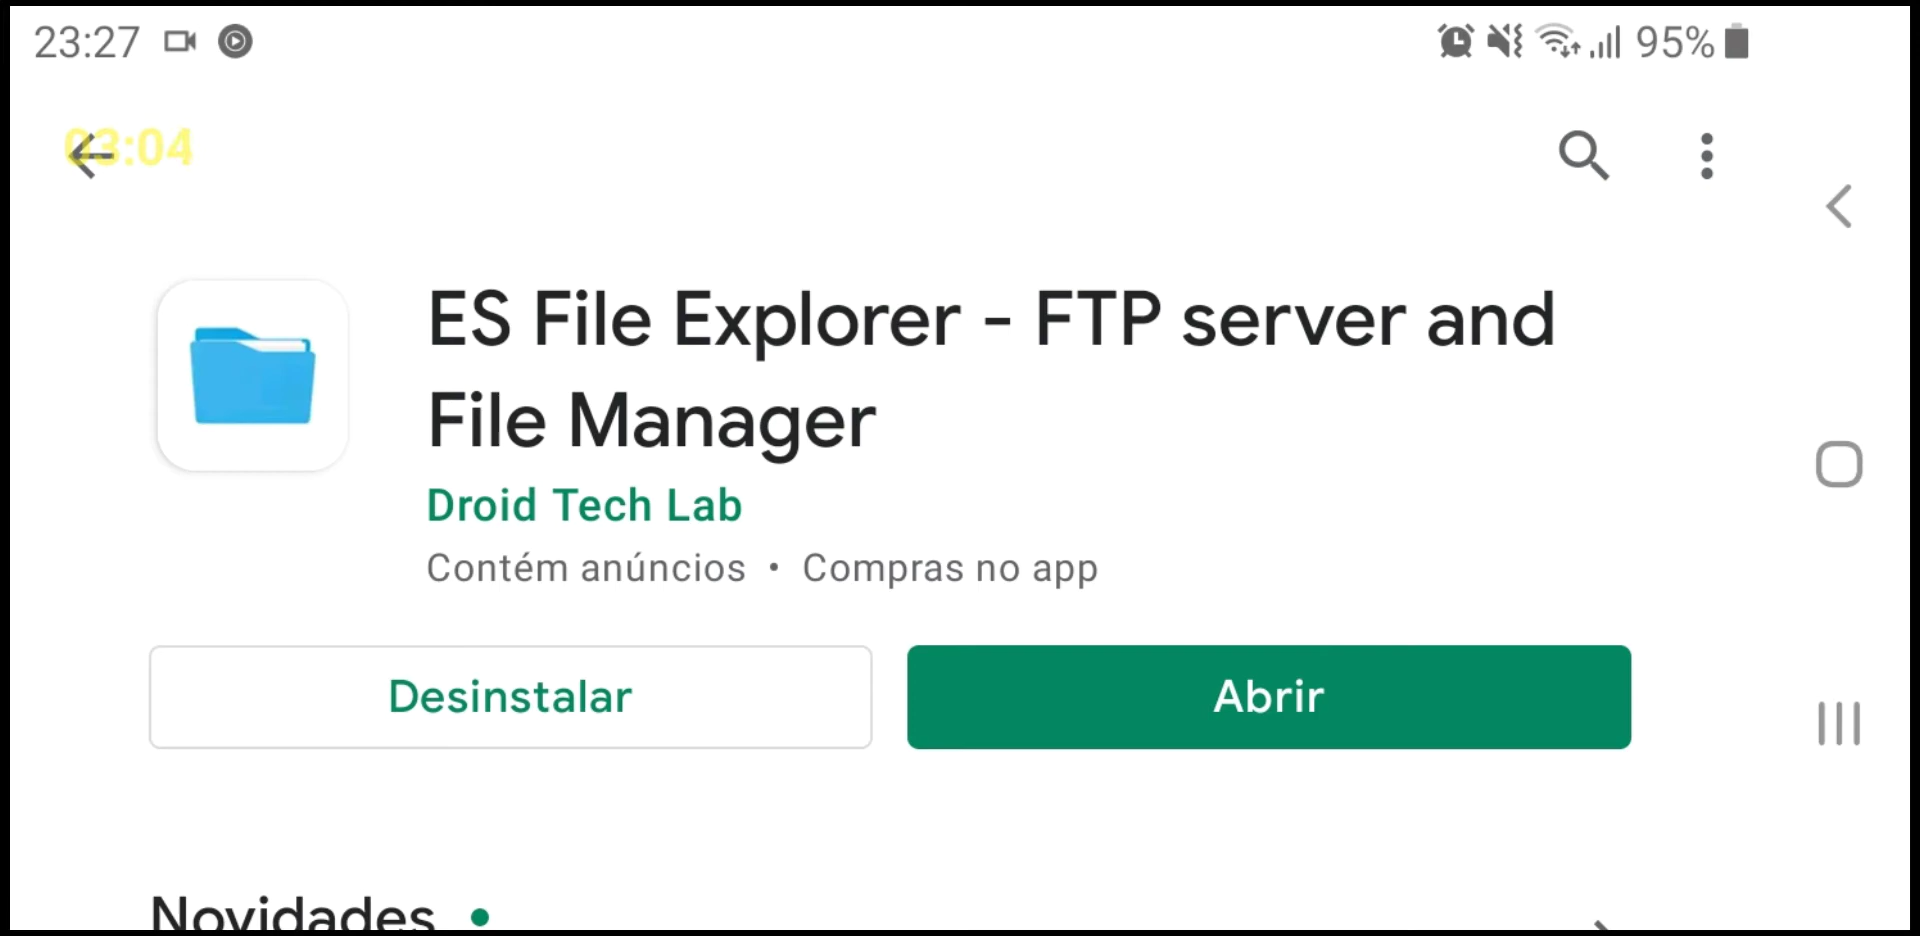 23:27 95%
03:04
ES File Explorer - FTP server and
File Manager
Droid Tech Lab
Contém anúncios • Compras no app
Desinstalar Abrir
Novidades